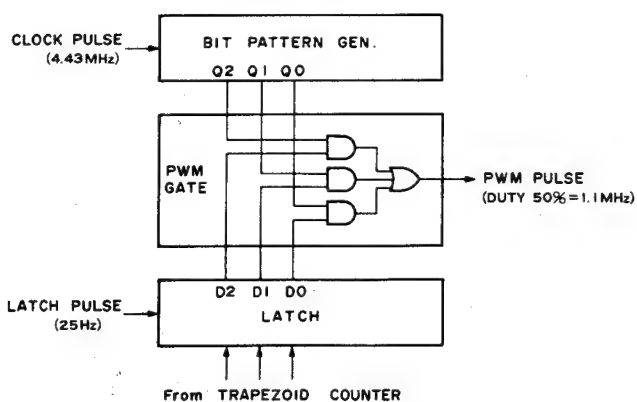 CLOCK PULSE
(4.43MHz)
BIT PATTERN GEN.
Q2 Q1 Q0
PWM
GATE
PWM PULSE
(DUTY 50%=1.1MHz)
D2 D1 D0
LATCH PULSE
(25Hz)
LATCH
From TRAPEZOID COUNTER